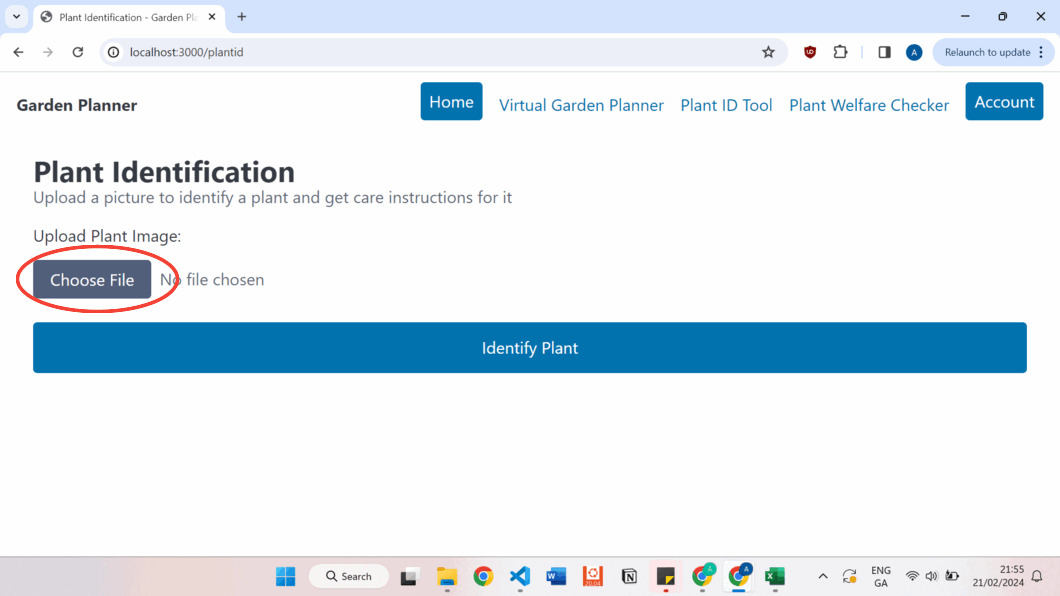 Plant Identification - Garden Pla
localhost:3000/plantid
A
Relaunch to update
Garden Planner
Home
Virtual Garden Planner
Plant ID Tool
Plant Welfare Checker
Account
Plant Identification
Upload a picture to identify a plant and get care instructions for it
Upload Plant Image:
Choose File
No file chosen
Identify Plant
Search
ENG
GA
21:55
21/02/2024